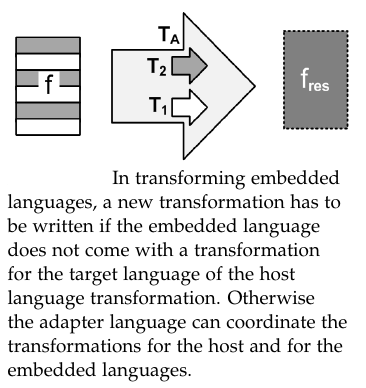 T_A
T_2
T_1
f
f_res
In transforming embedded
languages, a new transformation has to
be written if the embedded language
does not come with a transformation
for the target language of the host
language transformation. Otherwise
the adapter language can coordinate the
transformations for the host and for the
embedded languages.